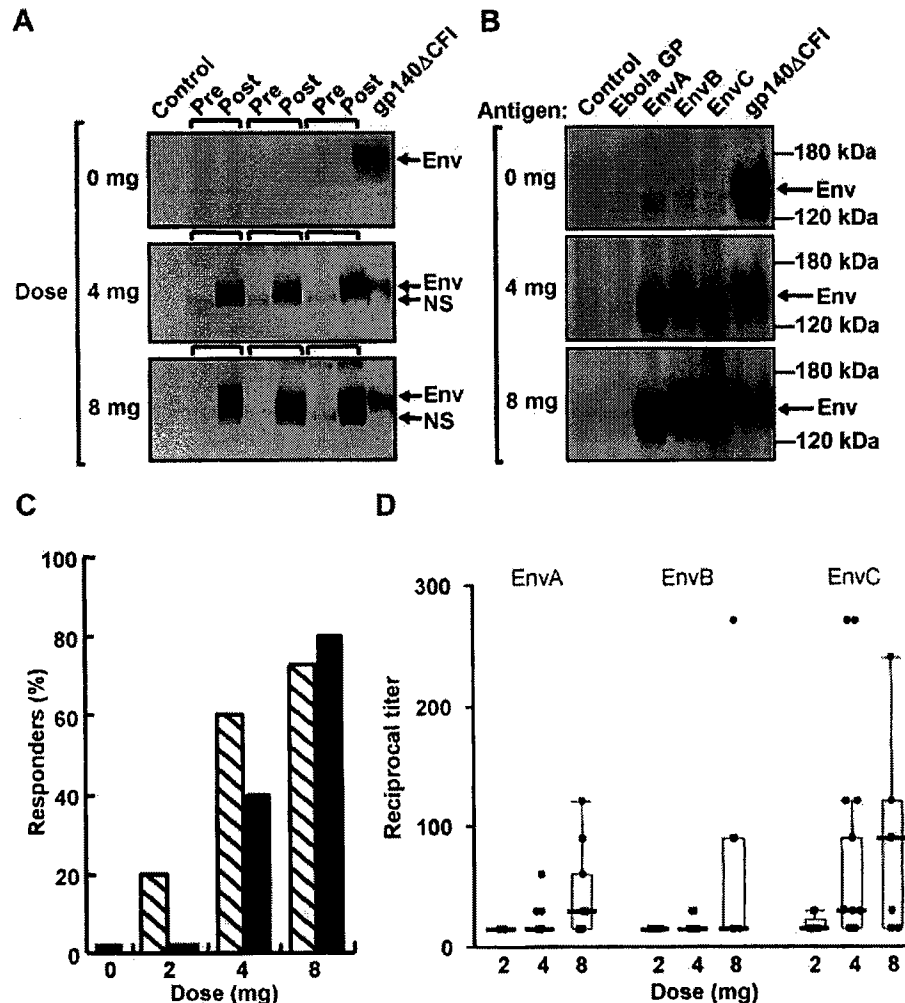 A
Control
Pre
Post
Pre
Post
Pre
Post
gp140ΔCFI
Dose
0 mg
Env
4 mg
Env
NS
8 mg
Env
NS
B
Antigen:
Control
Ebola GP
EnvA
EnvB
EnvC
gp140ΔCFI
0 mg
180 kDa
Env
120 kDa
4 mg
180 kDa
Env
120 kDa
8 mg
180 kDa
Env
120 kDa
C
Responders (%)
100
80
60
40
20
0
0 2 4 8
Dose (mg)
D
Reciprocal titer
300
200
100
0
EnvA EnvB EnvC
2 4 8 2 4 8 2 4 8
Dose (mg)